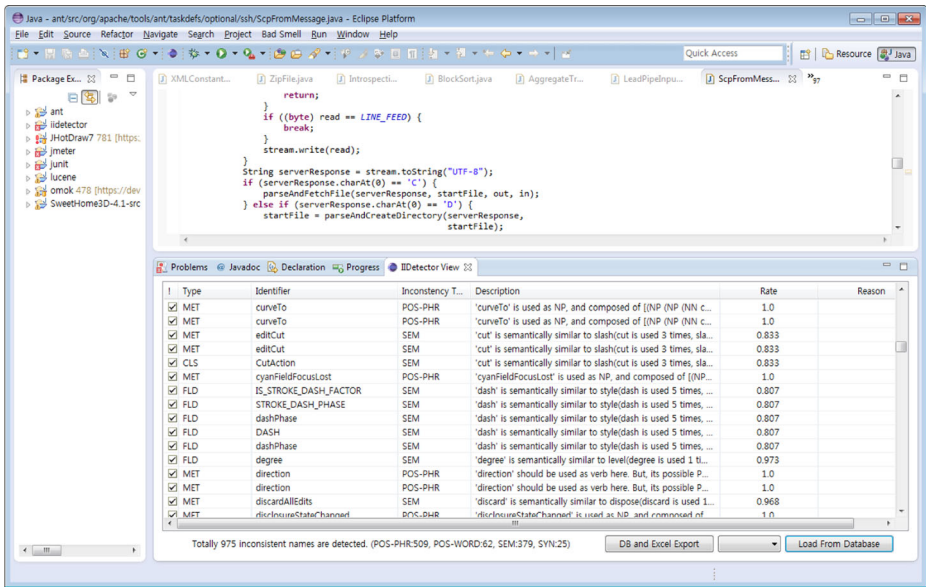 Java - ant/src/org/apache/tools/ant/taskdefs/optional/ssh/ScpFromMessage.java - Eclipse Platform
File Edit Source Refactor Navigate Search Project Bad Smell Run Window Help
Quick Access Resource Java
Package Ex...
XMLConstant... ZipFile.java Introspecti... BlockSort.java AggregateTr... LeadPipeInpu... ScpFromMess... »97
ant
iidetector
JHotDraw7 781 [https:
jmeter
junit
lucene
omok 478 [https://dev
SweetHome3D-4.1-src
return;
}
if ((byte) read == LINE_FEED) {
break;
}
stream.write(read);
}
String serverResponse = stream.toString("UTF-8");
if (serverResponse.charAt(0) == 'C') {
parseAndFetchFile(serverResponse, startFile, out, in);
} else if (serverResponse.charAt(0) == 'D') {
startFile = parseAndCreateDirectory(serverResponse,
startFile);
Problems @ Javadoc Declaration Progress IIDetector View
! Type Identifier Inconstency T... Description Rate Reason
MET curveTo POS-PHR 'curveTo' is used as NP, and composed of [(NP (NP (NN c... 1.0
MET curveTo POS-PHR 'curveTo' is used as NP, and composed of [(NP (NP (NN c... 1.0
MET editCut SEM 'cut' is semantically similar to slash(cut is used 3 times, sla... 0.833
MET editCut SEM 'cut' is semantically similar to slash(cut is used 3 times, sla... 0.833
CLS CutAction SEM 'cut' is semantically similar to slash(cut is used 3 times, sla... 0.833
MET cyanFieldFocusLost POS-PHR 'cyanFieldFocusLost' is used as NP, and composed of [(NP... 1.0
FLD IS_STROKE_DASH_FACTOR SEM 'dash' is semantically similar to style(dash is used 5 times, ... 0.807
FLD STROKE_DASH_PHASE SEM 'dash' is semantically similar to style(dash is used 5 times, ... 0.807
FLD dashPhase SEM 'dash' is semantically similar to style(dash is used 5 times, ... 0.807
FLD DASH SEM 'dash' is semantically similar to style(dash is used 5 times, ... 0.807
FLD dashPhase SEM 'dash' is semantically similar to style(dash is used 5 times, ... 0.807
FLD degree SEM 'degree' is semantically similar to level(degree is used 1 ti... 0.973
MET direction POS-PHR 'direction' should be used as verb here. But, its possible P... 1.0
MET direction POS-PHR 'direction' should be used as verb here. But, its possible P... 1.0
MET discardAllEdits SEM 'discard' is semantically similar to dispose(discard is used 1... 0.968
MET disclosureStateChanged POS-PHR 'disclosureStateChanged' is used as NP, and composed of 1.0
Totally 975 inconsistent names are detected. (POS-PHR:509, POS-WORD:62, SEM:379, SYN:25) DB and Excel Export Load From Database